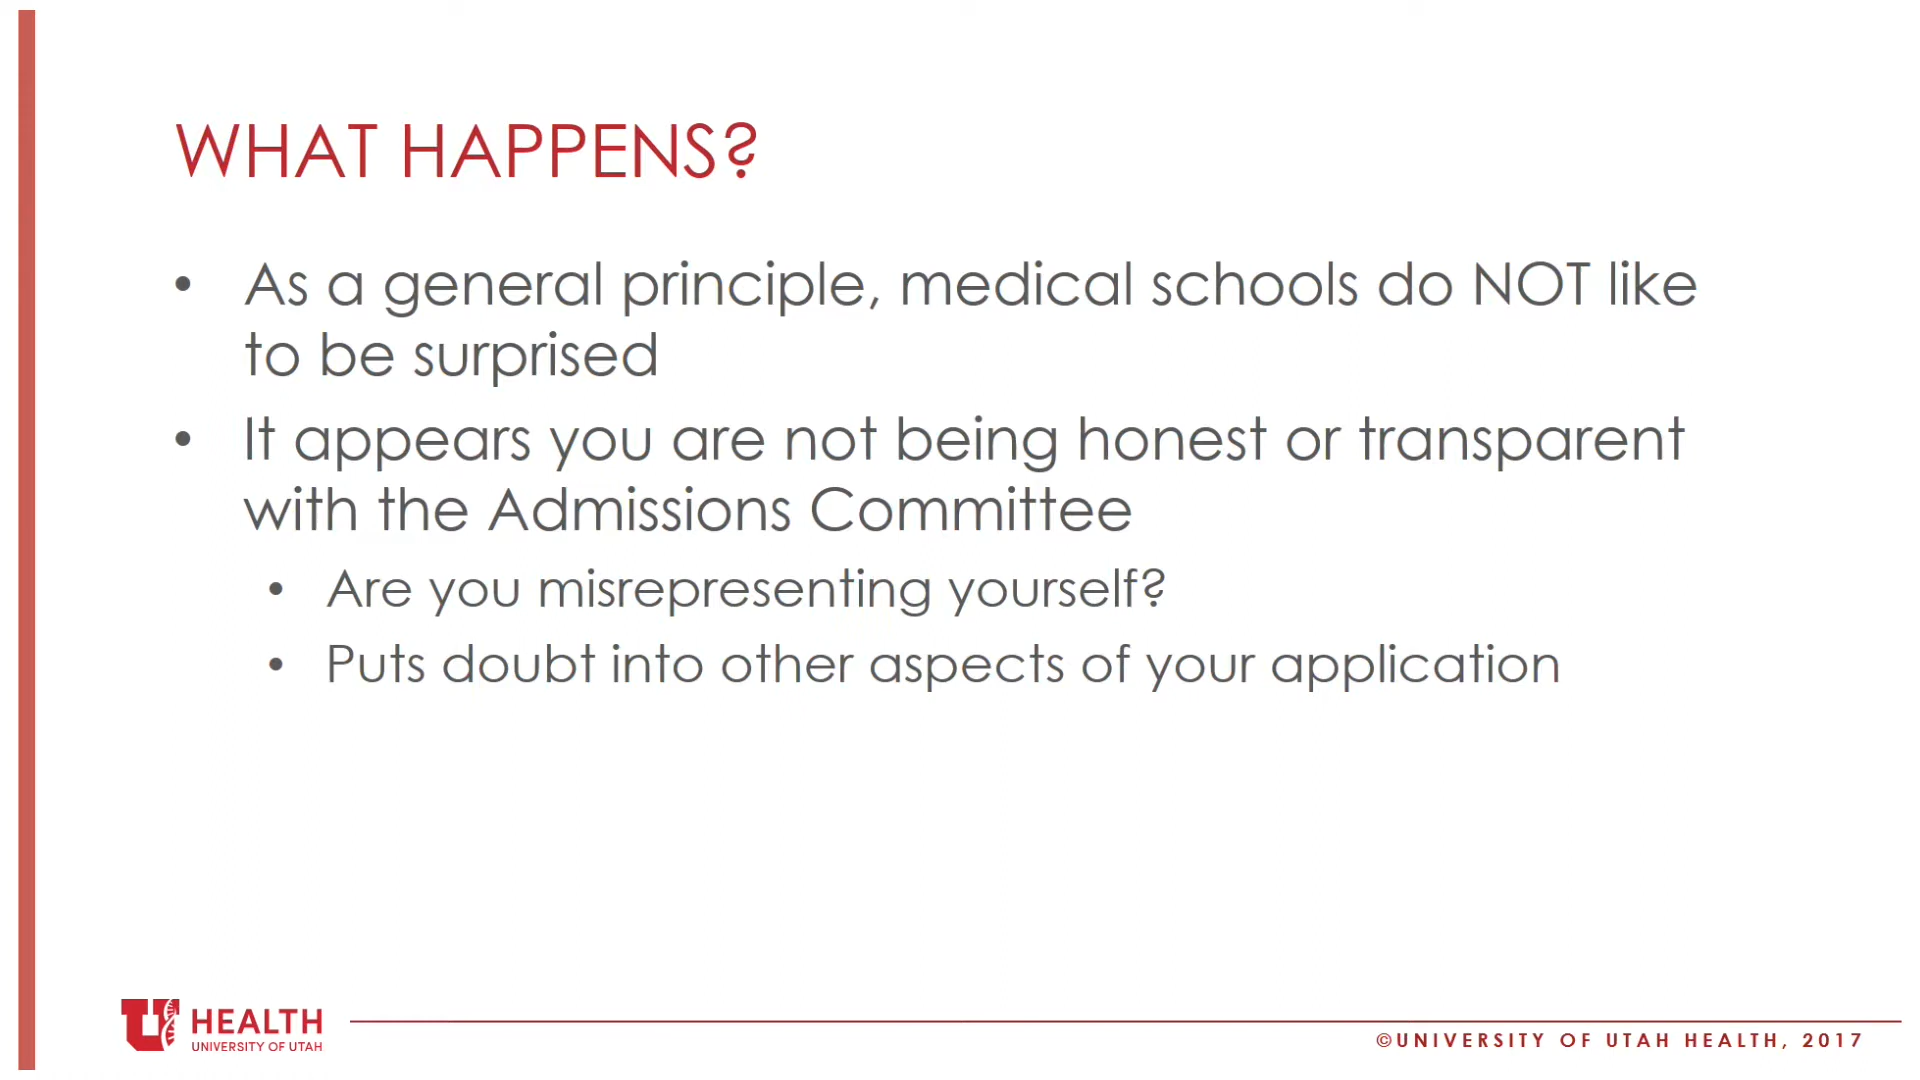 WHAT HAPPENS?
• As a general principle, medical schools do NOT like
to be surprised
• It appears you are not being honest or transparent
with the Admissions Committee
• Are you misrepresenting yourself?
• Puts doubt into other aspects of your application
U HEALTH
UNIVERSITY OF UTAH
©UNIVERSITY OF UTAH HEALTH, 2017